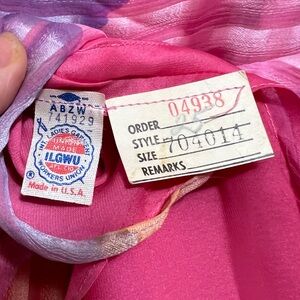 ABZW
741929
INT'L LADIES GARMENT
UNION
MADE
ILGWU
AFL-CIO
WORKERS UNION
Made in U.S.A.
04938
ORDER
STYLE 704014
SIZE
REMARKS